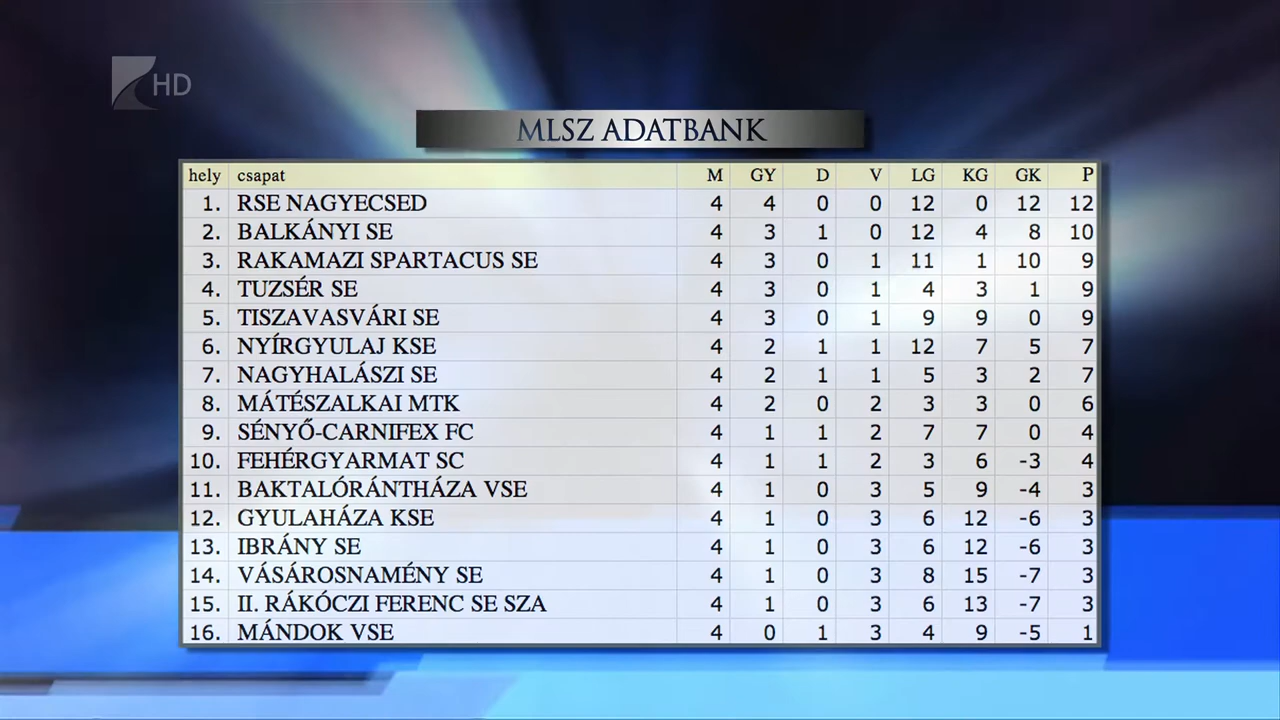 HD
MLSZ ADATBANK
hely csapat M GY D V LG KG GK P
1. RSE NAGYECSED 4 4 0 0 12 0 12 12
2. BALKÁNYI SE 4 3 1 0 12 4 8 10
3. RAKAMAZI SPARTACUS SE 4 3 0 1 11 1 10 9
4. TUZSÉR SE 4 3 0 1 4 3 1 9
5. TISZAVASVÁRI SE 4 3 0 1 9 9 0 9
6. NYÍRGYULAJ KSE 4 2 1 1 12 7 5 7
7. NAGYHALÁSZI SE 4 2 1 1 5 3 2 7
8. MÁTÉSZALKAI MTK 4 2 0 2 3 3 0 6
9. SÉNYŐ-CARNIFEX FC 4 1 1 2 7 7 0 4
10. FEHÉRGYARMAT SC 4 1 1 2 3 6 -3 4
11. BAKTALÓRÁNTHÁZA VSE 4 1 0 3 5 9 -4 3
12. GYULAHÁZA KSE 4 1 0 3 6 12 -6 3
13. IBRÁNY SE 4 1 0 3 6 12 -6 3
14. VÁSÁROSNAMÉNY SE 4 1 0 3 8 15 -7 3
15. II. RÁKÓCZI FERENC SE SZA 4 1 0 3 6 13 -7 3
16. MÁNDOK VSE 4 0 1 3 4 9 -5 1